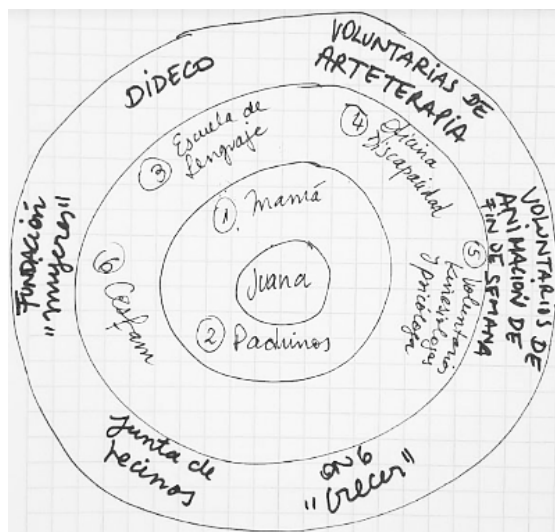 DIDECO
VOLUNTARIAS DE
ARTETERAPIA
③ Escuela de
Lenguaje
④ Oficina
Discapacidad
① Mamá
Juana
② Padrinos
⑥ Cesfam
⑤ Voluntarios
Kinesiólogos
y psicóloga
VOLUNTARIOS DE
ANIMACIÓN DE
FIN DE SEMANA
FUNDACIÓN
"Mujeres"
Junta de
vecinos
ONG
"Crecer"